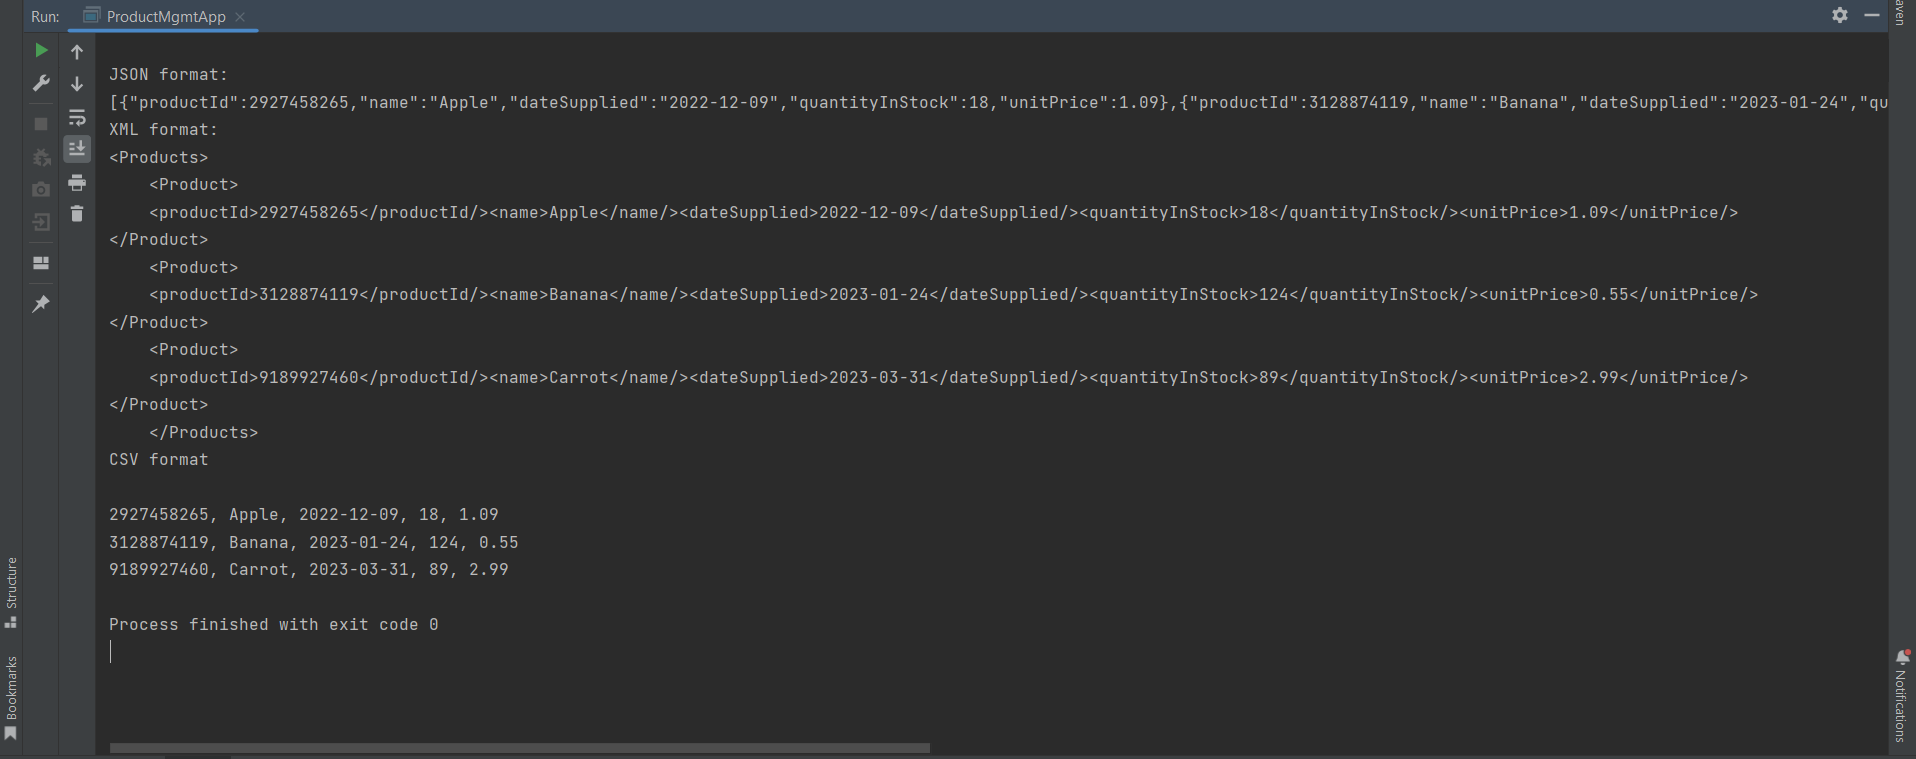 Run: ProductMgmtApp
JSON format:
[{"productId":2927458265,"name":"Apple","dateSupplied":"2022-12-09","quantityInStock":18,"unitPrice":1.09},{"productId":3128874119,"name":"Banana","dateSupplied":"2023-01-24","qu
XML format:
<Products>
    <Product>
    <productId>2927458265</productId/><name>Apple</name/><dateSupplied>2022-12-09</dateSupplied/><quantityInStock>18</quantityInStock/><unitPrice>1.09</unitPrice/>
</Product>
    <Product>
    <productId>3128874119</productId/><name>Banana</name/><dateSupplied>2023-01-24</dateSupplied/><quantityInStock>124</quantityInStock/><unitPrice>0.55</unitPrice/>
</Product>
    <Product>
    <productId>9189927460</productId/><name>Carrot</name/><dateSupplied>2023-03-31</dateSupplied/><quantityInStock>89</quantityInStock/><unitPrice>2.99</unitPrice/>
</Product>
    </Products>
CSV format
2927458265, Apple, 2022-12-09, 18, 1.09
3128874119, Banana, 2023-01-24, 124, 0.55
9189927460, Carrot, 2023-03-31, 89, 2.99
Process finished with exit code 0
Structure
Bookmarks
aven
Notifications